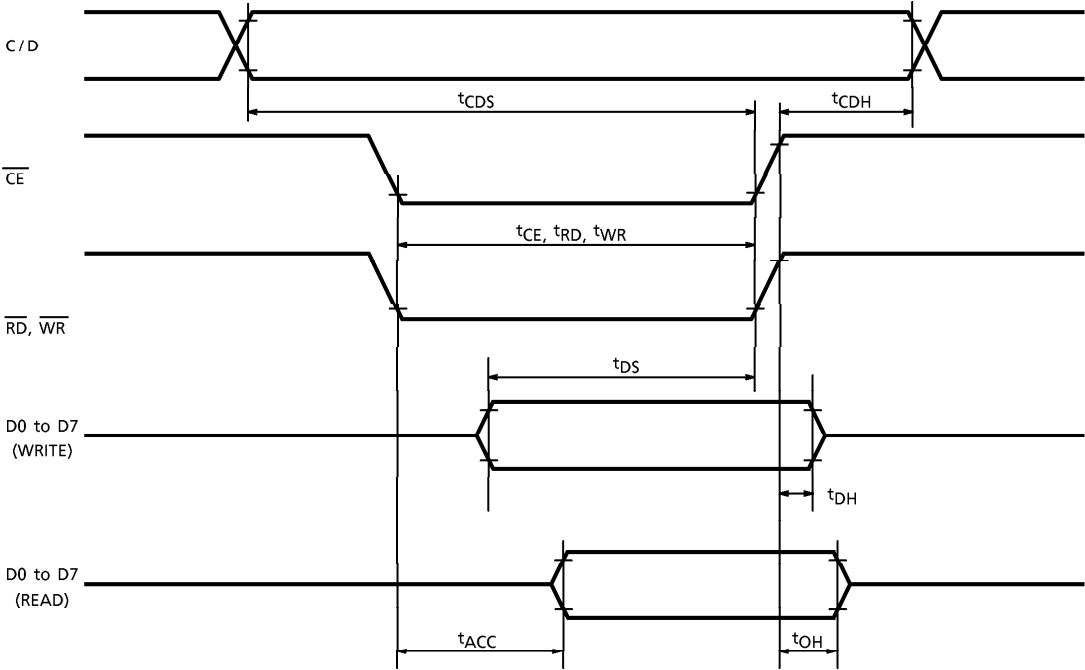 C/D
tCDS
tCDH
CE
tCE, tRD, tWR
RD, WR
tDS
D0 to D7
(WRITE)
tDH
D0 to D7
(READ)
tACC
tOH